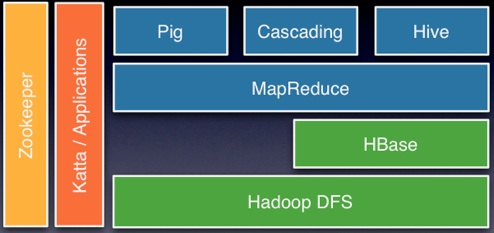 Zookeeper
Katta / Applications
Pig
Cascading
Hive
MapReduce
HBase
Hadoop DFS